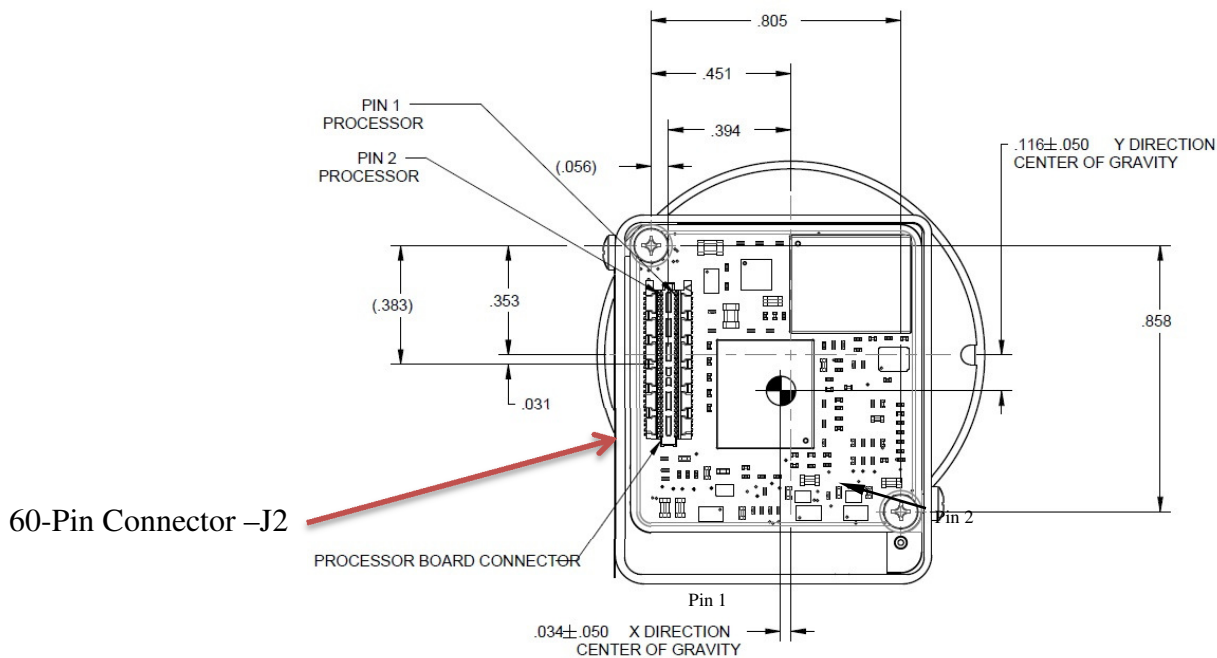 .805
.451
PIN 1
PROCESSOR
.394
PIN 2
PROCESSOR
(.056)
.116±.050 Y DIRECTION
CENTER OF GRAVITY
(.383)
.353
.858
.031
60-Pin Connector –J2
Pin 2
PROCESSOR BOARD CONNECTOR
Pin 1
.034±.050 X DIRECTION
CENTER OF GRAVITY